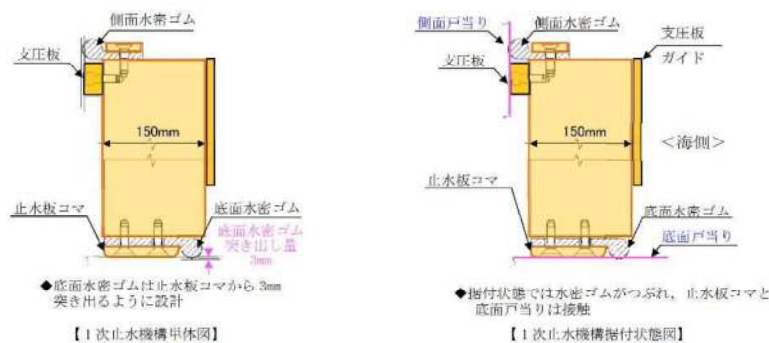 側面水密ゴム
支圧板
150mm
止水板コマ
底面水密ゴム
底面水密ゴム
突き出し量
3mm
◆底面水密ゴムは止水板コマから3mm
突き出るように設計
【１次止水機構単体図】
側面戸当り
側面水密ゴム
支圧板
ガイド
支圧板
150mm
＜海側＞
止水板コマ
底面水密ゴム
底面戸当り
◆据付状態では水密ゴムがつぶれ，止水板コマと
底面戸当りは接触
【１次止水機構据付状態図】